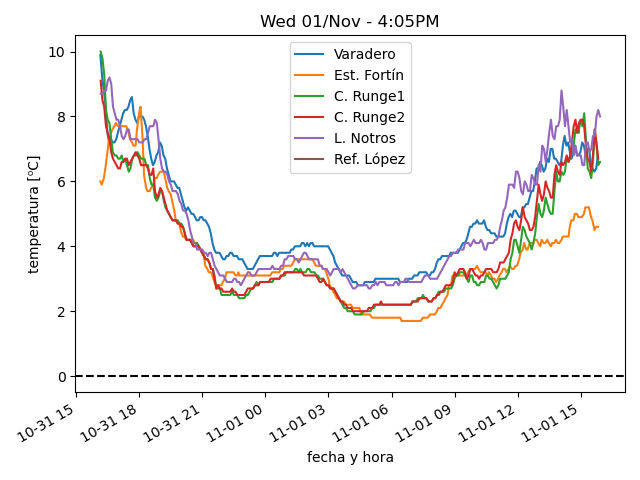 Wed 01/Nov - 4:05PM
temperatura [ºC]
10
8
6
4
2
0
Varadero
Est. Fortín
C. Runge1
C. Runge2
L. Notros
Ref. López
10-31 15
10-31 18
10-31 21
11-01 00
11-01 03
11-01 06
11-01 09
11-01 12
11-01 15
fecha y hora